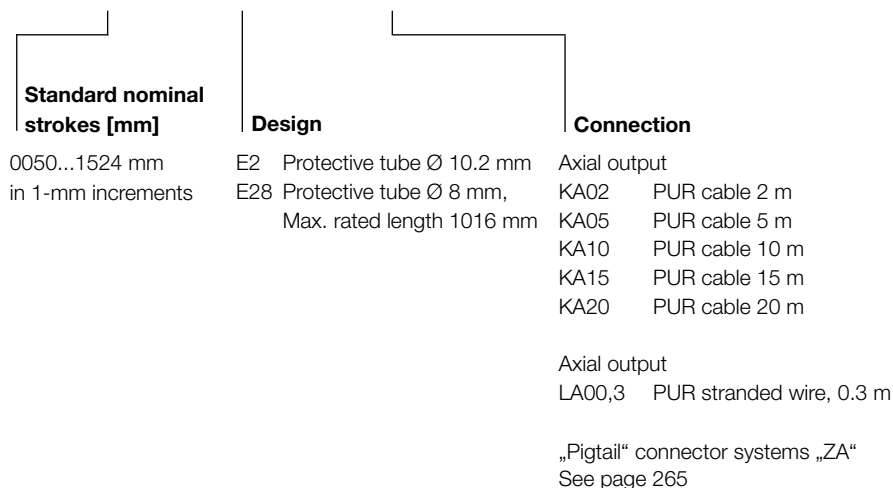 Standard nominal
strokes [mm]
0050...1524 mm
in 1-mm increments
Design
E2 Protective tube Ø 10.2 mm
E28 Protective tube Ø 8 mm,
Max. rated length 1016 mm
Connection
Axial output
KA02 PUR cable 2 m
KA05 PUR cable 5 m
KA10 PUR cable 10 m
KA15 PUR cable 15 m
KA20 PUR cable 20 m
Axial output
LA00,3 PUR stranded wire, 0.3 m
„Pigtail“ connector systems „ZA“
See page 265